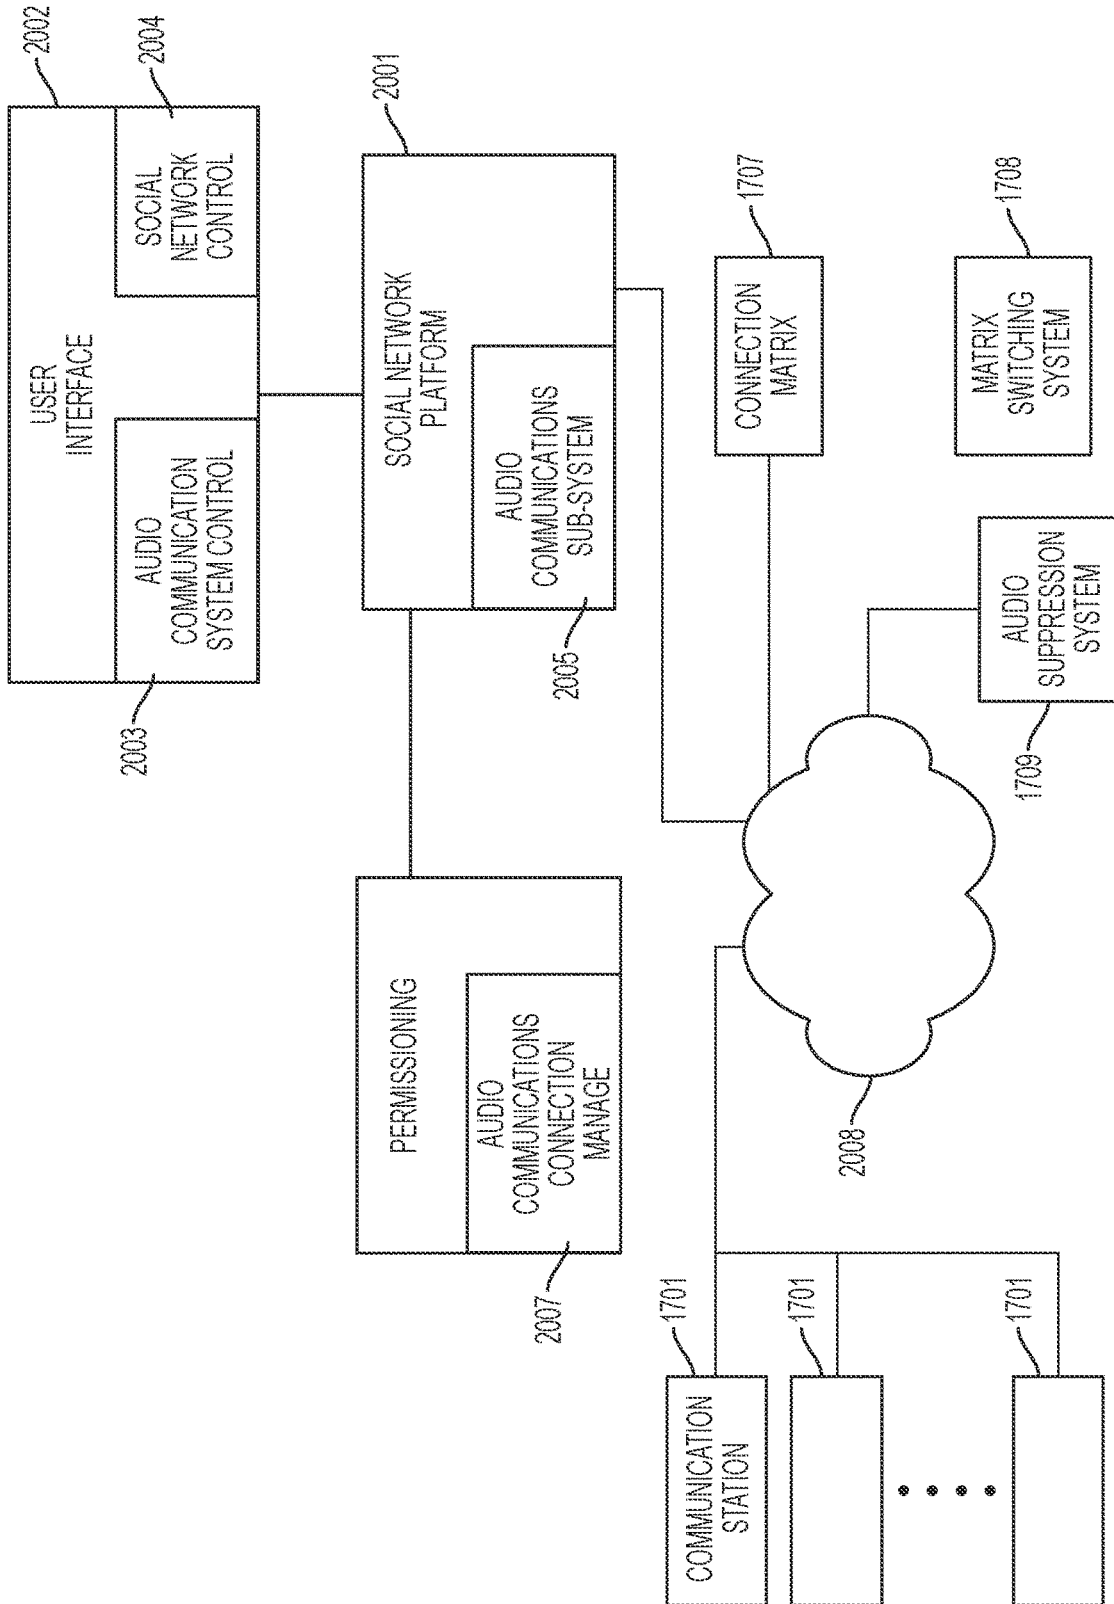 2002
USER
INTERFACE
2004
SOCIAL
NETWORK
CONTROL
2003
AUDIO
COMMUNICATION
SYSTEM CONTROL
2001
SOCIAL NETWORK
PLATFORM
2005
AUDIO
COMMUNICATIONS
SUB-SYSTEM
PERMISSIONING
2007
AUDIO
COMMUNICATIONS
CONNECTION
MANAGE
1707
CONNECTION
MATRIX
1708
MATRIX
SWITCHING
SYSTEM
1709
AUDIO
SUPPRESSION
SYSTEM
2008
1701
COMMUNICATION
STATION
1701
1701